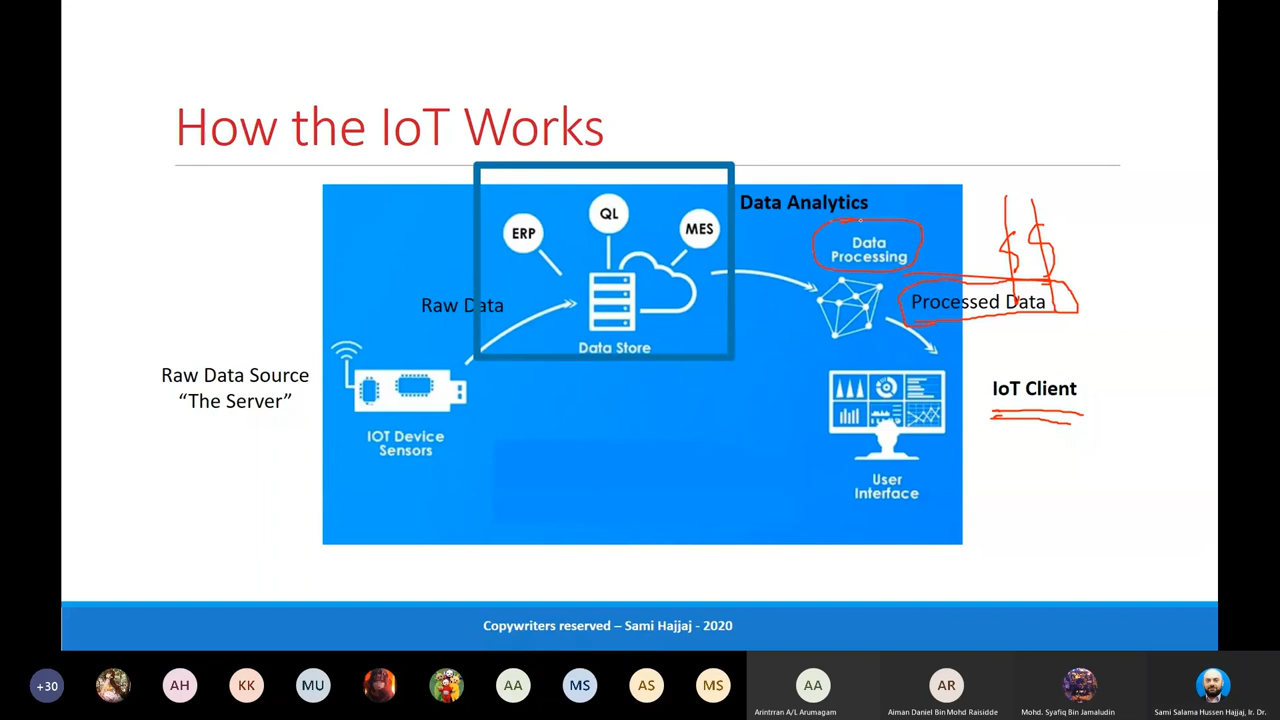 How the IoT Works
Data Analytics
QL
ERP
MES
Data
Processing
Raw Data
Processed Data
$ $
Data Store
Raw Data Source
“The Server”
IoT Client
IOT Device
Sensors
User
Interface
Copywriters reserved – Sami Hajjaj - 2020
+30
AH
KK
MU
AA
MS
AS
MS
AA
AR
Arintrran A/L Arumagam
Aiman Daniel Bin Mohd Raisidde
Mohd. Syafiq Bin Jamaludin
Sami Salama Hussen Hajjaj, Ir. Dr.